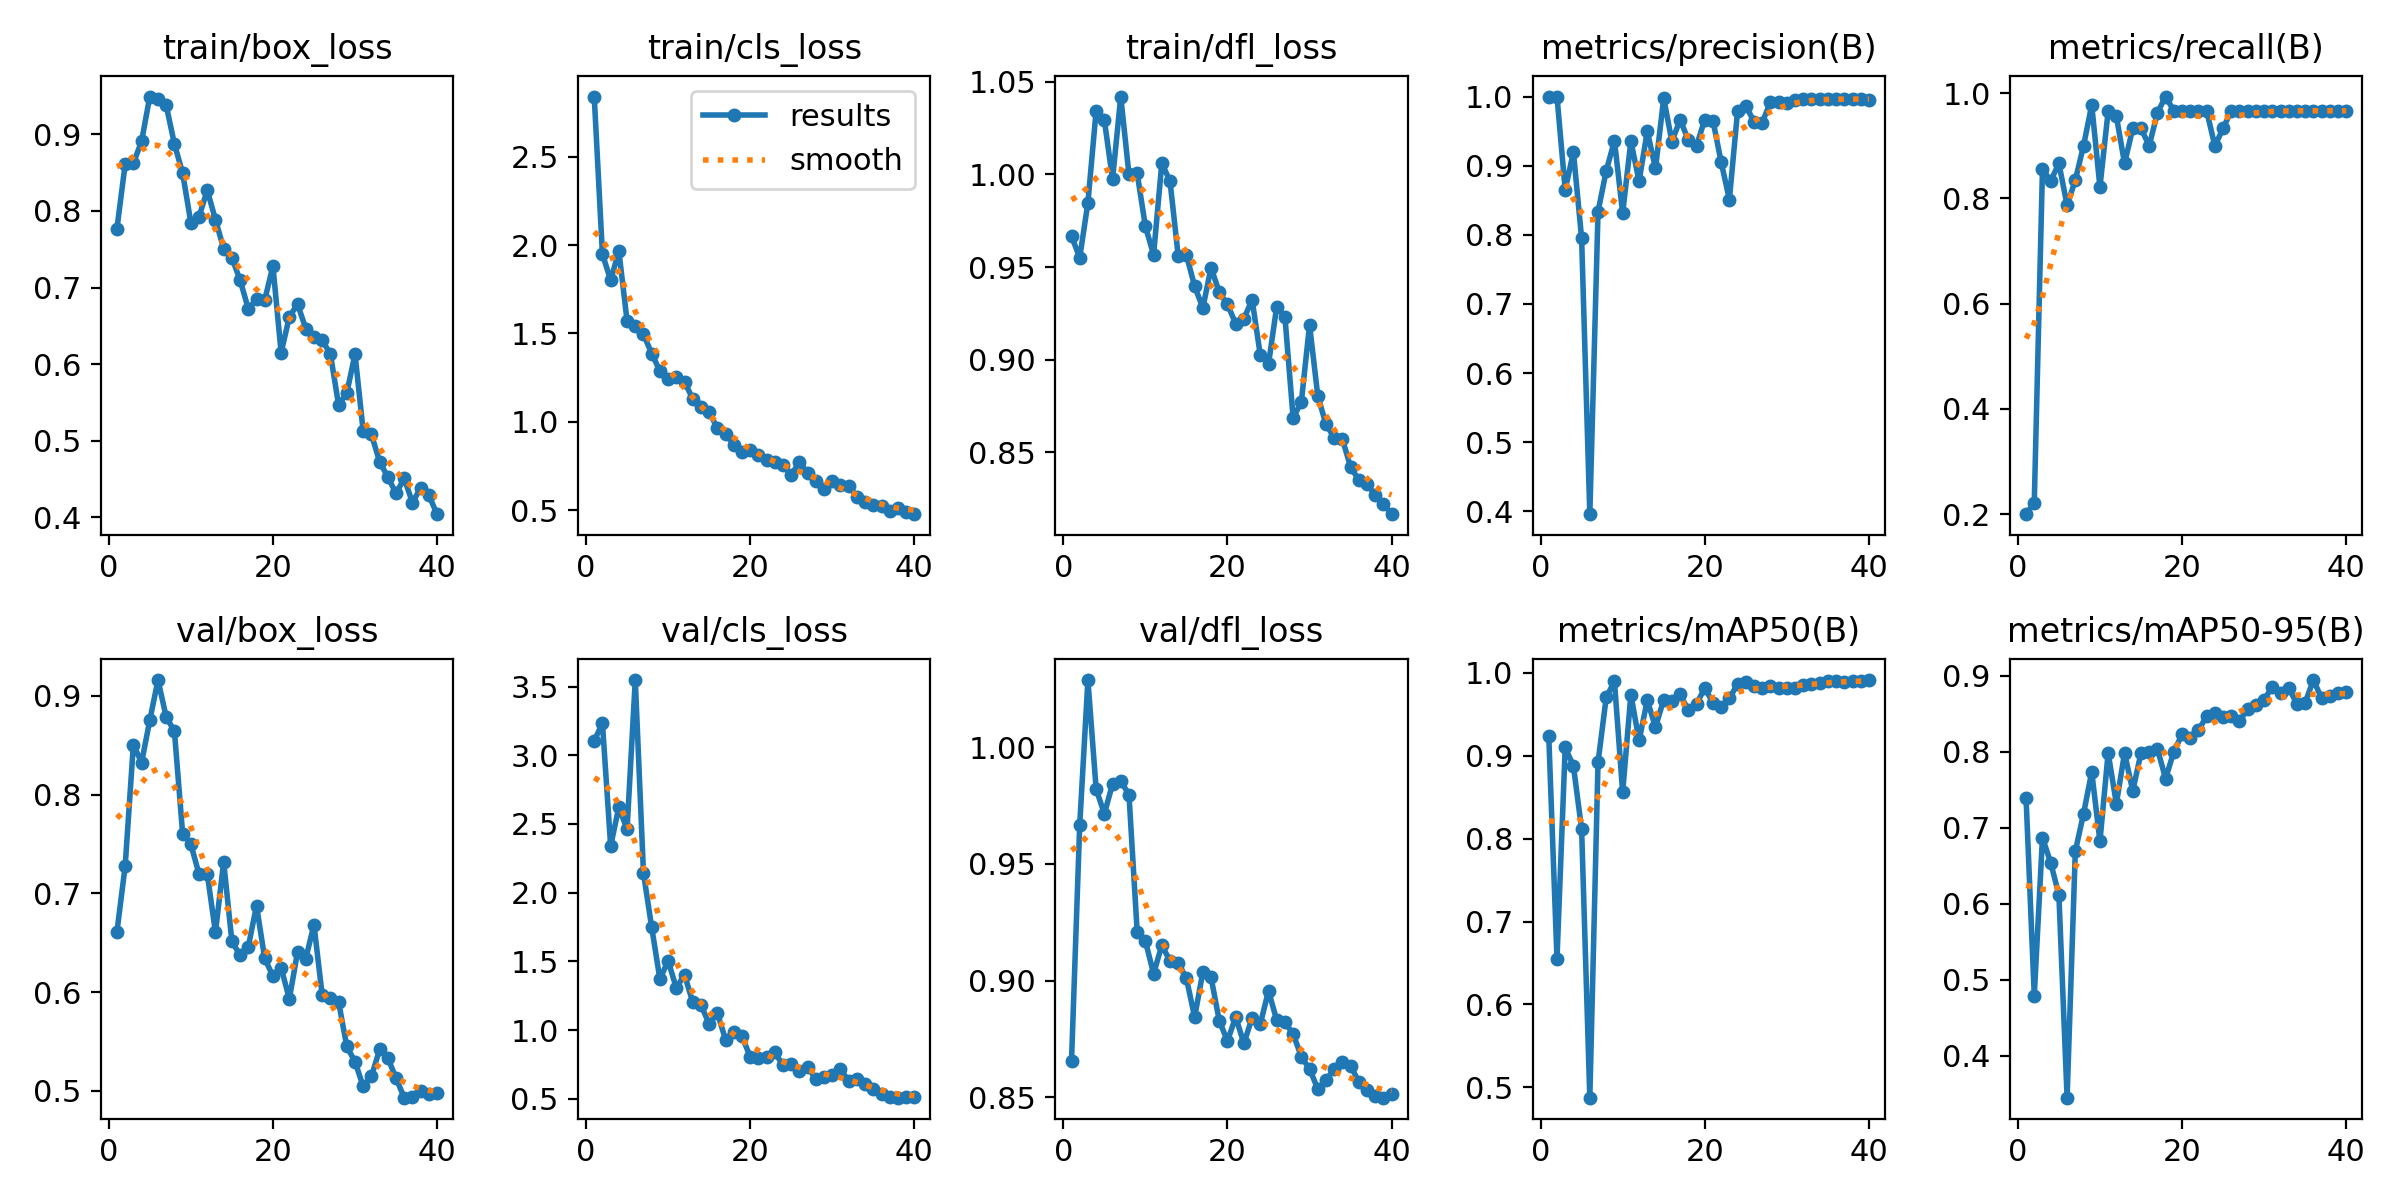 train/box_loss
train/cls_loss
train/dfl_loss
metrics/precision(B)
metrics/recall(B)
0.9
0.8
0.7
0.6
0.5
0.4
0 20 40
results
smooth
2.5
2.0
1.5
1.0
0.5
0 20 40
1.05
1.00
0.95
0.90
0.85
0 20 40
1.0
0.9
0.8
0.7
0.6
0.5
0.4
0 20 40
1.0
0.8
0.6
0.4
0.2
0 20 40
val/box_loss
val/cls_loss
val/dfl_loss
metrics/mAP50(B)
metrics/mAP50-95(B)
0.9
0.8
0.7
0.6
0.5
0 20 40
3.5
3.0
2.5
2.0
1.5
1.0
0.5
0 20 40
1.00
0.95
0.90
0.85
0 20 40
1.0
0.9
0.8
0.7
0.6
0.5
0 20 40
0.9
0.8
0.7
0.6
0.5
0.4
0 20 40